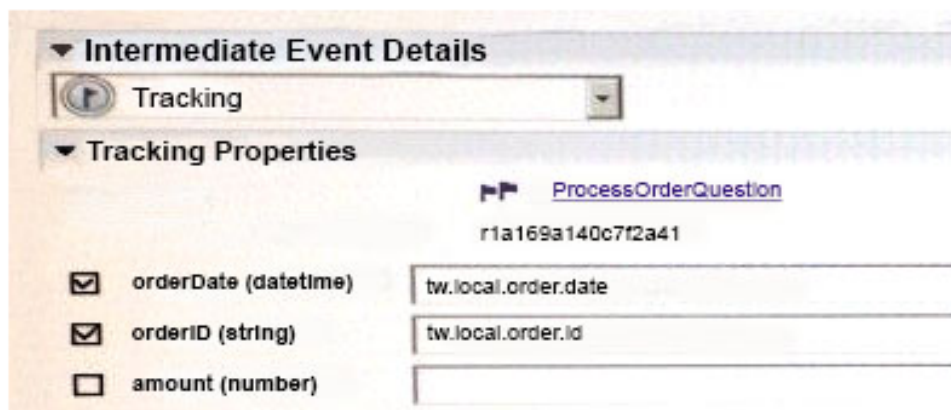 Intermediate Event Details
Tracking
Tracking Properties
ProcessOrderQuestion
r1a169a140c7f2a41
orderDate (datetime) tw.local.order.date
orderID (string) tw.local.order.id
amount (number)